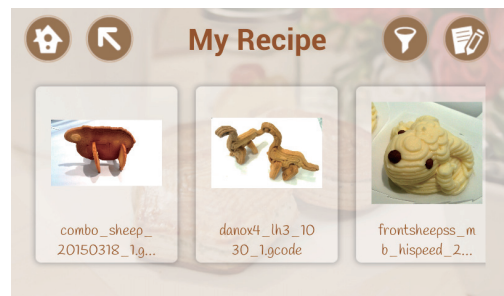 My Recipe
combo_sheep_
20150318_1.g...
danox4_lh3_10
30_1.gcode
frontsheepss_m
b_hispeed_2...